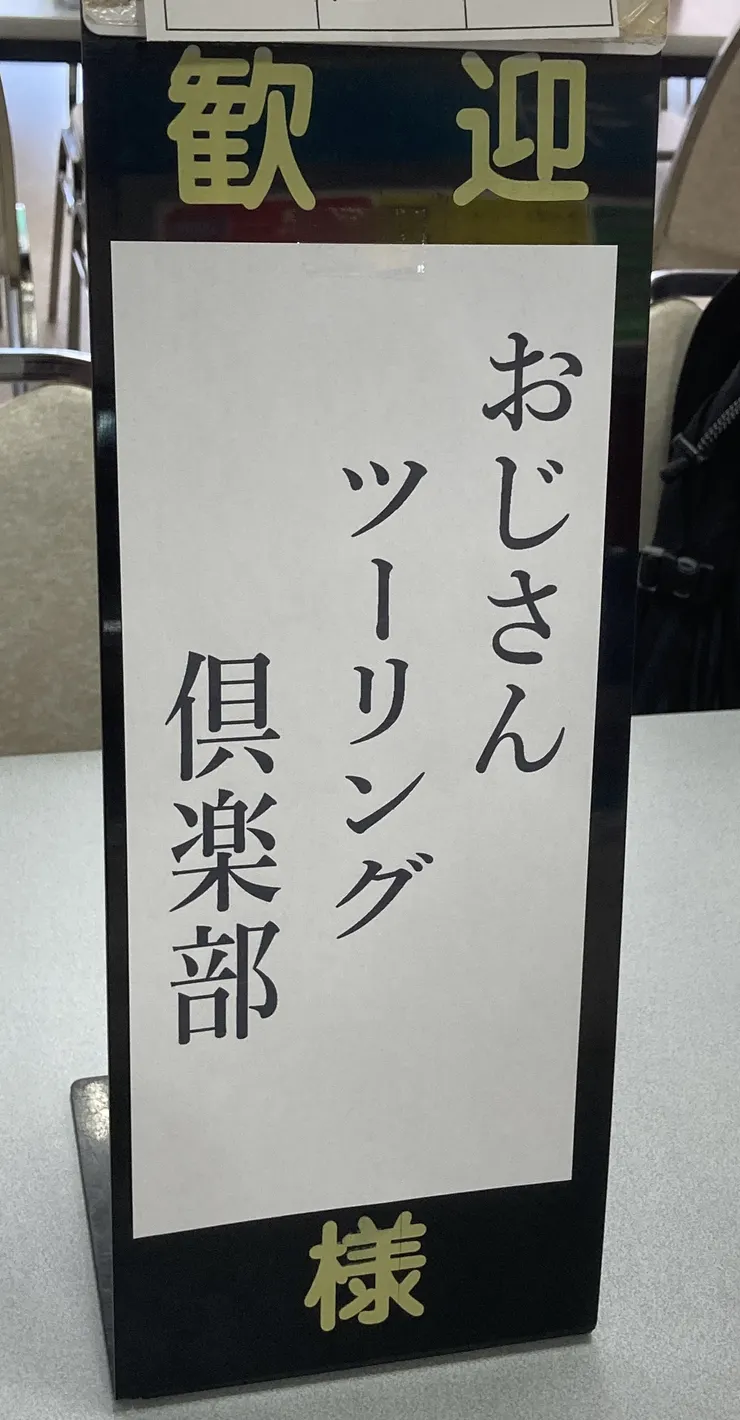 歓迎
おじさん
ツーリング
倶楽部
様